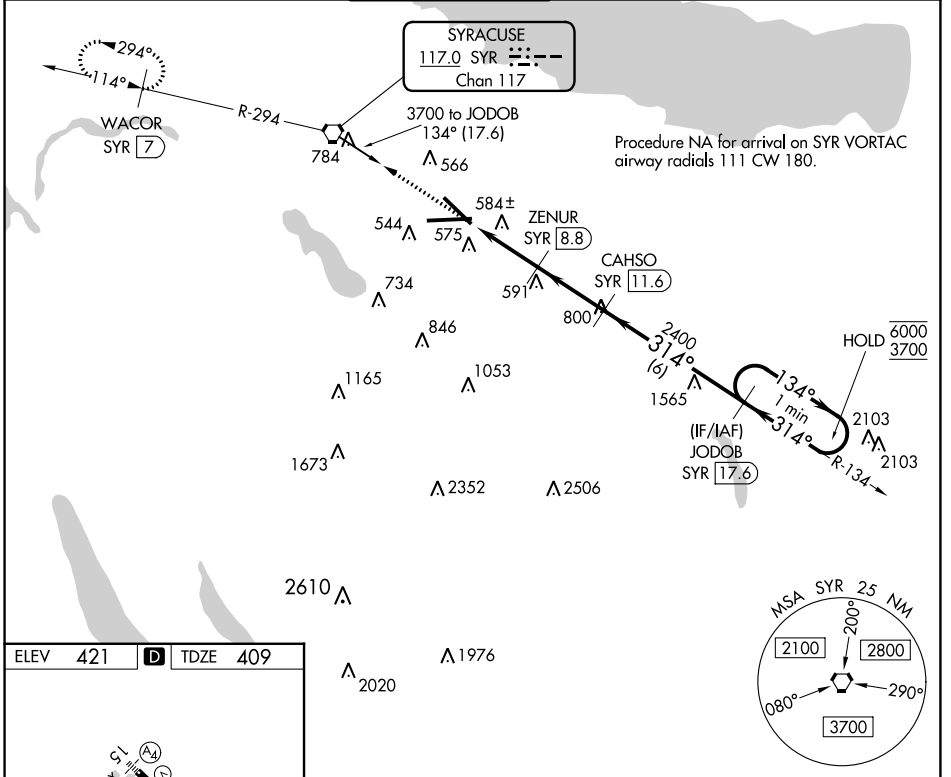 SYRACUSE
117.0 SYR
Chan 117
294°
114°
R-294
WACOR
SYR 7
3700 to JODOB
134° (17.6)
784
566
Procedure NA for arrival on SYR VORTAC
airway radials 111 CW 180.
584±
544
575
ZENUR
SYR 8.8
CAHSO
SYR 11.6
591
734
800
846
2400
314°
(6)
HOLD 6000
3700
1165
1053
1565
134°
1 min
314°
(IF/IAF)
JODOB
SYR 17.6
R-134
2103
2103
1673
2352
2506
2610
1976
2020
MSA SYR 25 NM
200°
2100
2800
080°
290°
3700
ELEV 421 D TDZE 409
15
A4